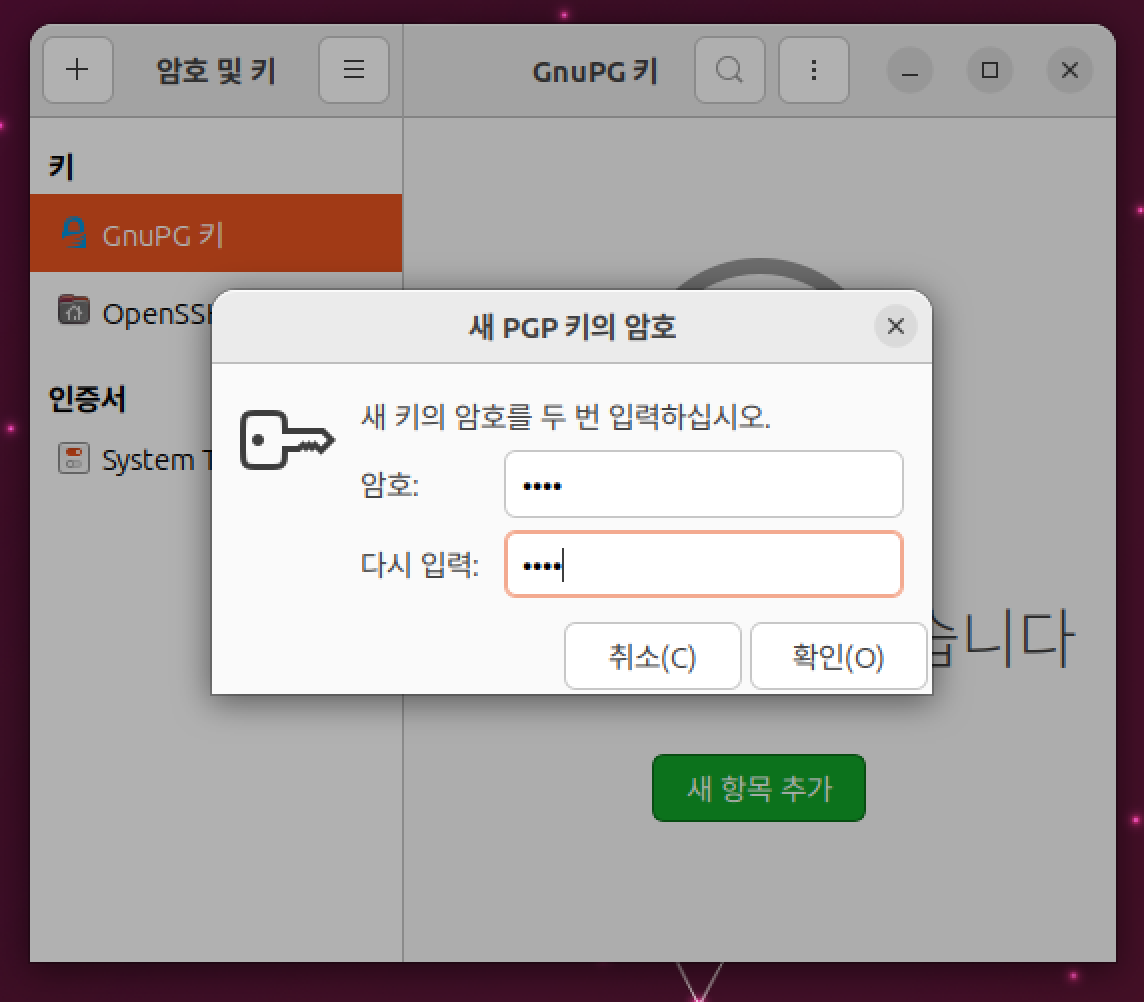 암호 및 키
GnuPG 키
키
GnuPG 키
OpenSSH
인증서
System T
새 PGP 키의 암호
새 키의 암호를 두 번 입력하십시오.
암호: ••••
다시 입력: ••••
취소(C)
확인(O)
습니다
새 항목 추가